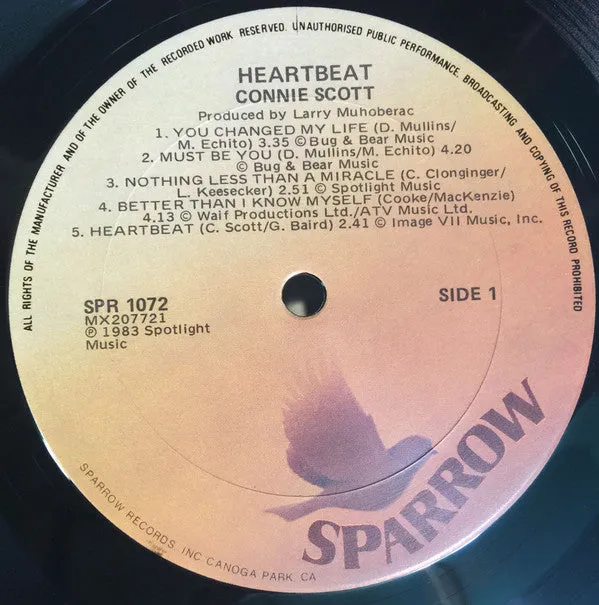 ALL RIGHTS OF THE MANUFACTURER AND OF THE OWNER OF THE RECORDED WORK RESERVED. UNAUTHORISED PUBLIC PERFORMANCE, BROADCASTING AND COPYING OF THIS RECORD PROHIBITED
HEARTBEAT
CONNIE SCOTT
Produced by Larry Muhoberac
1. YOU CHANGED MY LIFE (D. Mullins/
M. Echito) 3.35 © Bug & Bear Music
2. MUST BE YOU (D. Mullins/M. Echito) 4.20
© Bug & Bear Music
3. NOTHING LESS THAN A MIRACLE (C. Clonginger/
L. Keesecker) 2.51 © Spotlight Music
4. BETTER THAN I KNOW MYSELF (Cooke/MacKenzie)
4.13 © Waif Productions Ltd./ATV Music Ltd.
5. HEARTBEAT (C. Scott/G. Baird) 2.41 © Image VII Music, Inc.
SPR 1072
MX207721
℗ 1983 Spotlight
Music
SIDE 1
SPARROW
SPARROW RECORDS, INC CANOGA PARK, CA